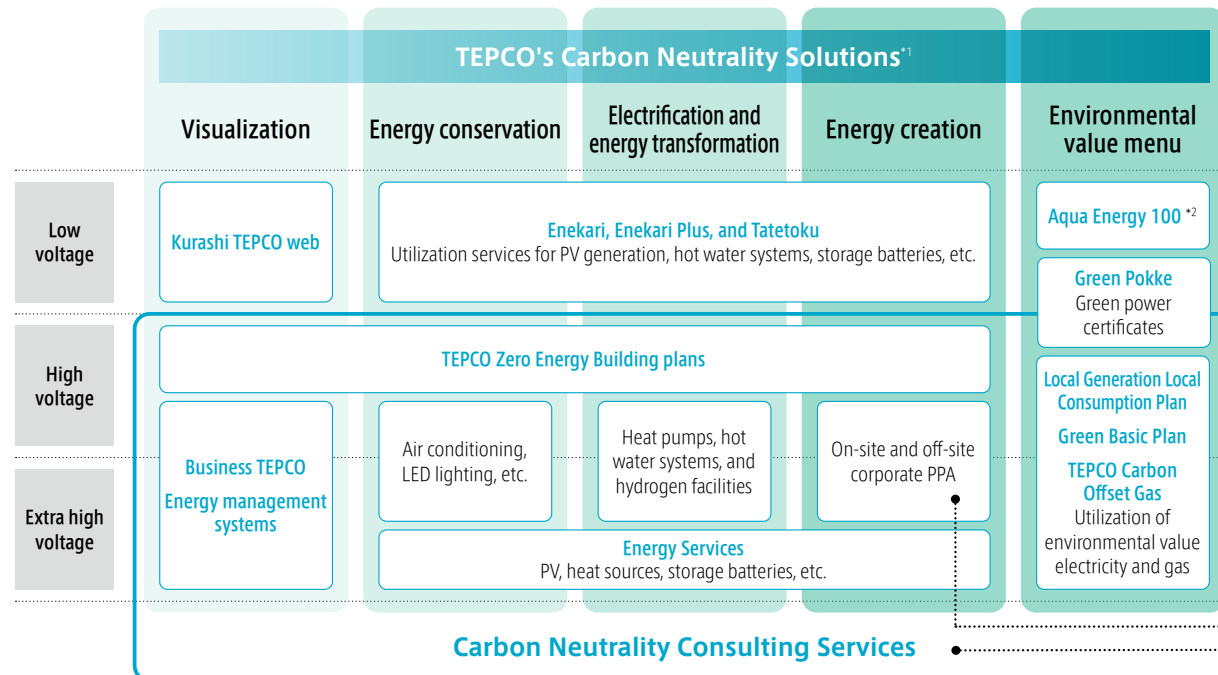 TEPCO's Carbon Neutrality Solutions*1
Visualization
Energy conservation
Electrification and
energy transformation
Energy creation
Environmental
value menu
Low
voltage
Kurashi TEPCO web
Enekari, Enekari Plus, and Tatetoku
Utilization services for PV generation, hot water systems, storage batteries, etc.
Aqua Energy 100 *2
Green Pokke
Green power
certificates
High
voltage
TEPCO Zero Energy Building plans
Local Generation Local
Consumption Plan
Green Basic Plan
TEPCO Carbon
Offset Gas
Utilization of
environmental value
electricity and gas
Business TEPCO
Energy management
systems
Air conditioning,
LED lighting, etc.
Heat pumps, hot
water systems, and
hydrogen facilities
On-site and off-site
corporate PPA
Extra high
voltage
Energy Services
PV, heat sources, storage batteries, etc.
Carbon Neutrality Consulting Services